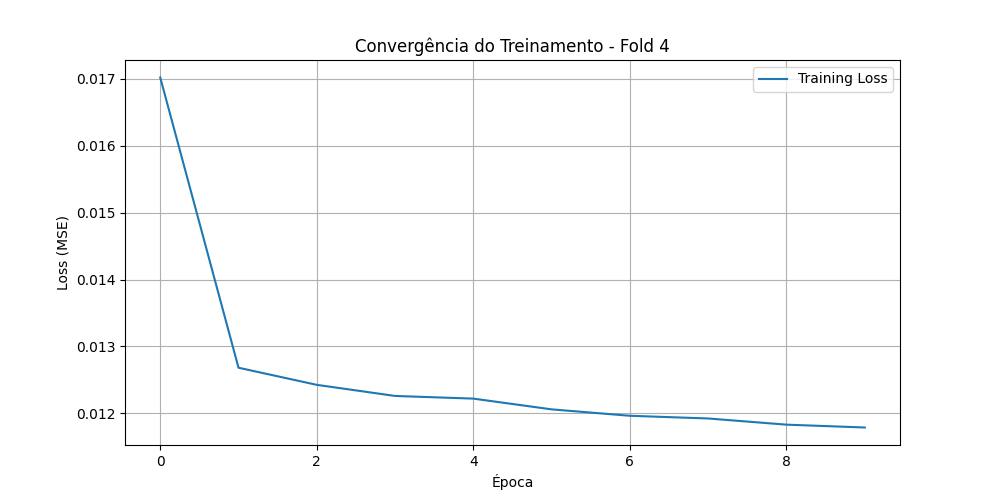 Convergência do Treinamento - Fold 4
Training Loss
0.017
0.016
0.015
0.014
0.013
0.012
Loss (MSE)
0 2 4 6 8
Época